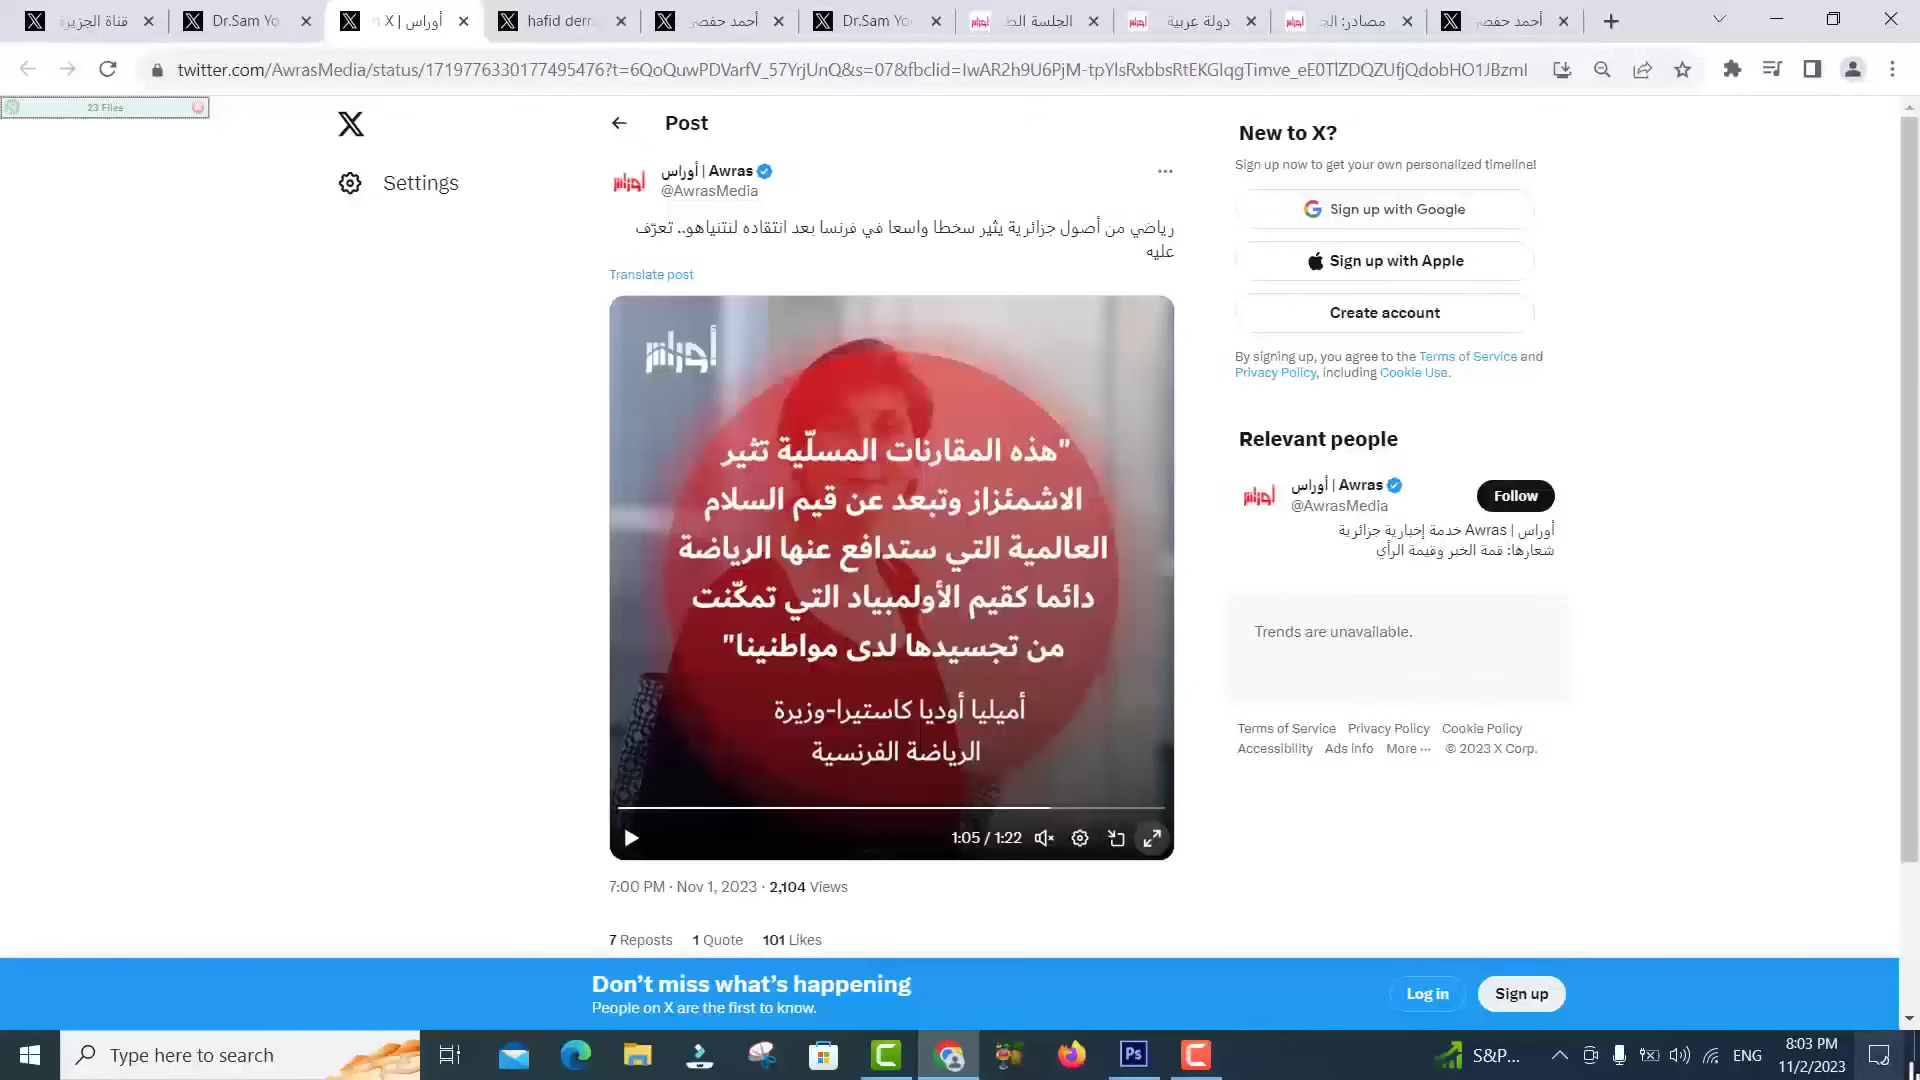 قناة الجزيرة
Dr.Sam Yo
أوراس | X n
hafid derr
أحمد حفصي
Dr.Sam Yo
الجلسة الط
دولة عربية
مصادر: الج
أحمد حفصي
twitter.com/AwrasMedia/status/1719776330177495476?t=6QoQuwPDVarfV_57YrjUnQ&s=07&fbclid=IwAR2h9U6PjM-tpYlsRxbbsRtEKGIqgTimve_eE0TlZDQZUfjQdobHO1JBzmI
23 Files
Settings
Post
أوراس | Awras
@AwrasMedia
رياضي من أصول جزائرية يثير سخطا واسعا في فرنسا بعد انتقاده لنتنياهو.. تعرّف
عليه
Translate post
أوراس
"هذه المقارنات المسلّية تثير
الاشمئزاز وتبعد عن قيم السلام
العالمية التي ستدافع عنها الرياضة
دائما كقيم الأولمبياد التي تمكّنت
من تجسيدها لدى مواطنينا"
أميليا أوديا كاستيرا-وزيرة
الرياضة الفرنسية
1:05 / 1:22
7:00 PM · Nov 1, 2023 · 2,104 Views
7 Reposts 1 Quote 101 Likes
New to X?
Sign up now to get your own personalized timeline!
Sign up with Google
Sign up with Apple
Create account
By signing up, you agree to the Terms of Service and
Privacy Policy, including Cookie Use.
Relevant people
أوراس | Awras
@AwrasMedia
Follow
أوراس | Awras خدمة إخبارية جزائرية
شعارها: قمة الخبر وقيمة الرأي
Trends are unavailable.
Terms of Service Privacy Policy Cookie Policy
Accessibility Ads info More ··· © 2023 X Corp.
Don't miss what's happening
People on X are the first to know.
Log in
Sign up
Type here to search
Ps
S&P...
ENG
8:03 PM
11/2/2023